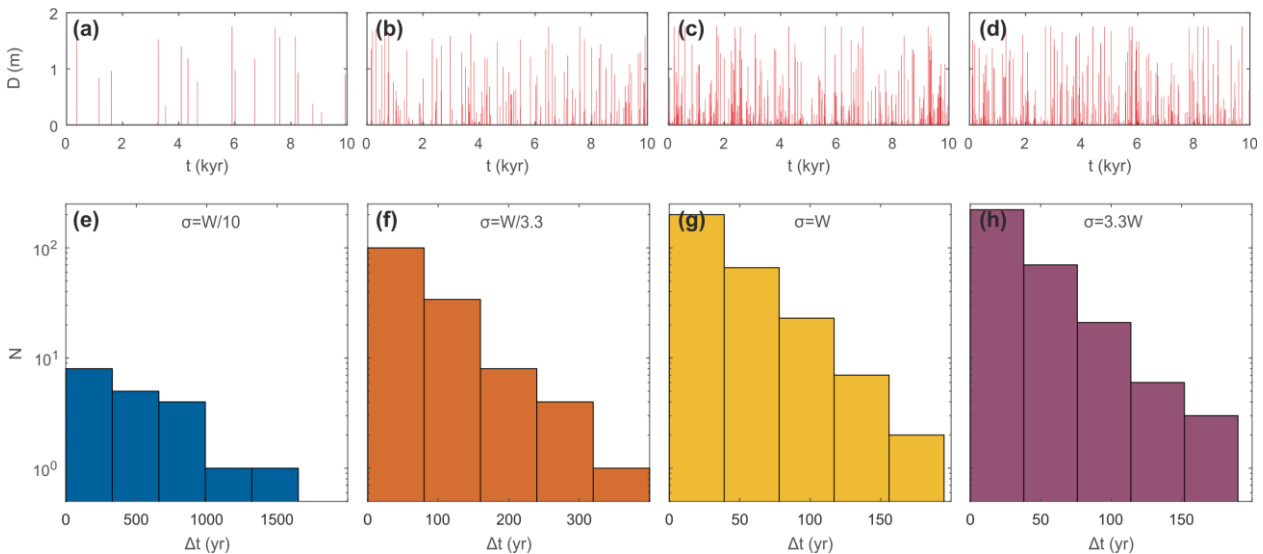 (a) (b) (c) (d)
D (m)
2
1
0
0 2 4 6 8 10 0 2 4 6 8 10 0 2 4 6 8 10 0 2 4 6 8 10
t (kyr) t (kyr) t (kyr) t (kyr)
(e) σ=W/10 (f) σ=W/3.3 (g) σ=W (h) σ=3.3W
N
10²
10¹
10⁰
0 500 1000 1500 0 100 200 300 0 50 100 150 0 50 100 150
Δt (yr) Δt (yr) Δt (yr) Δt (yr)